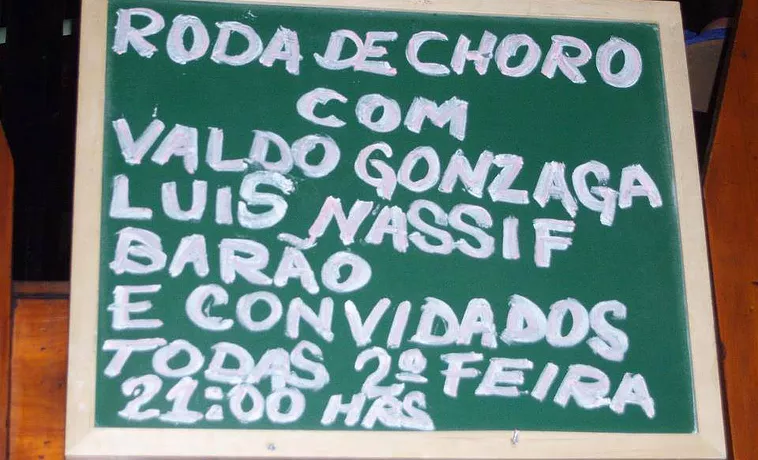 RODA DE CHORO
COM
VALDO GONZAGA
LUIS NASSIF
BARÃO
E CONVIDADOS
TODAS 2ª FEIRA
21:00 HRS